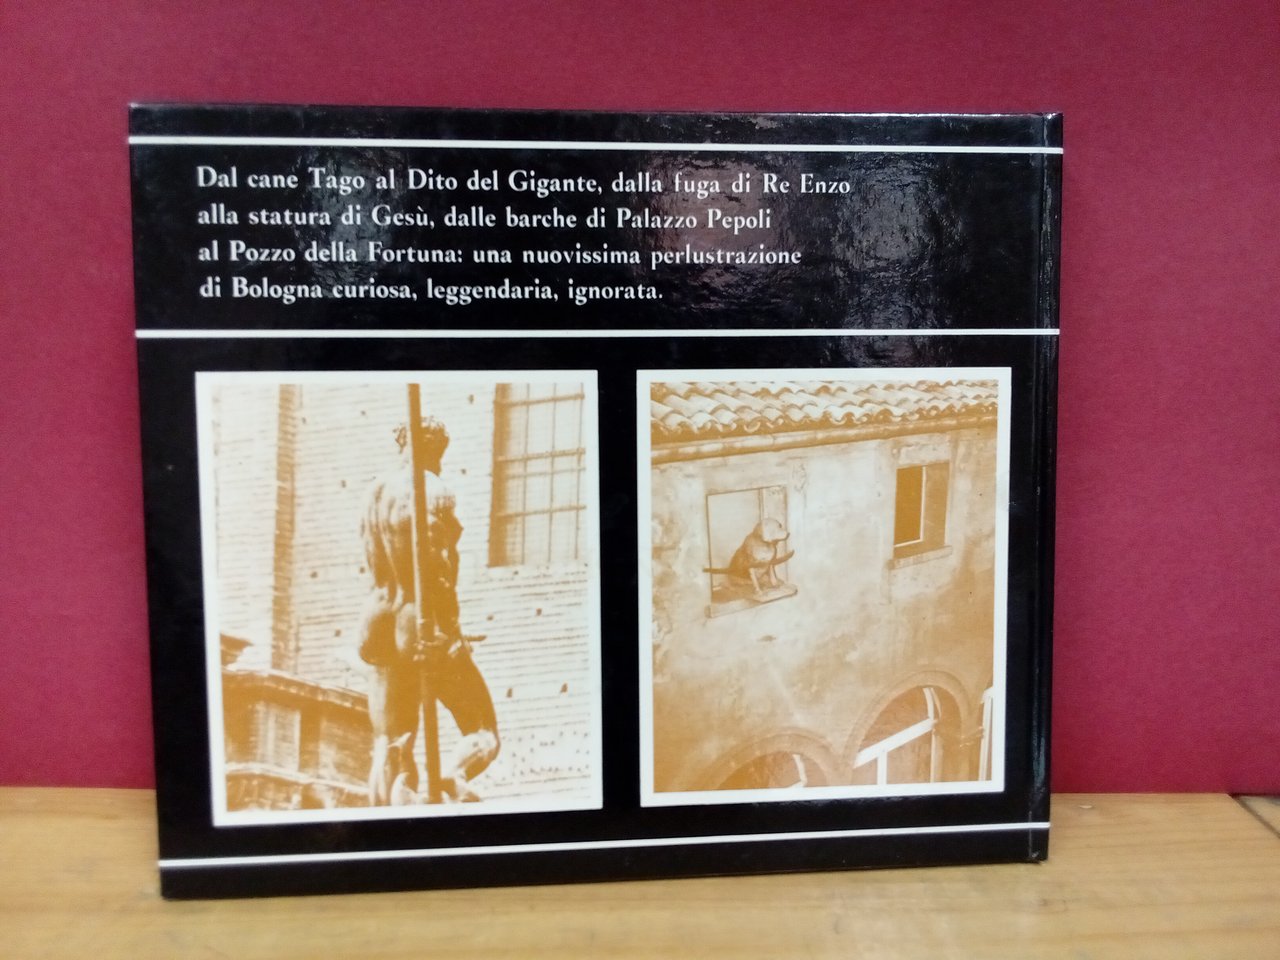 Dal cane Tago al Dito del Gigante, dalla fuga di Re Enzo
alla statura di Gesù, dalle barche di Palazzo Pepoli
al Pozzo della Fortuna: una nuovissima perlustrazione
di Bologna curiosa, leggendaria, ignorata.